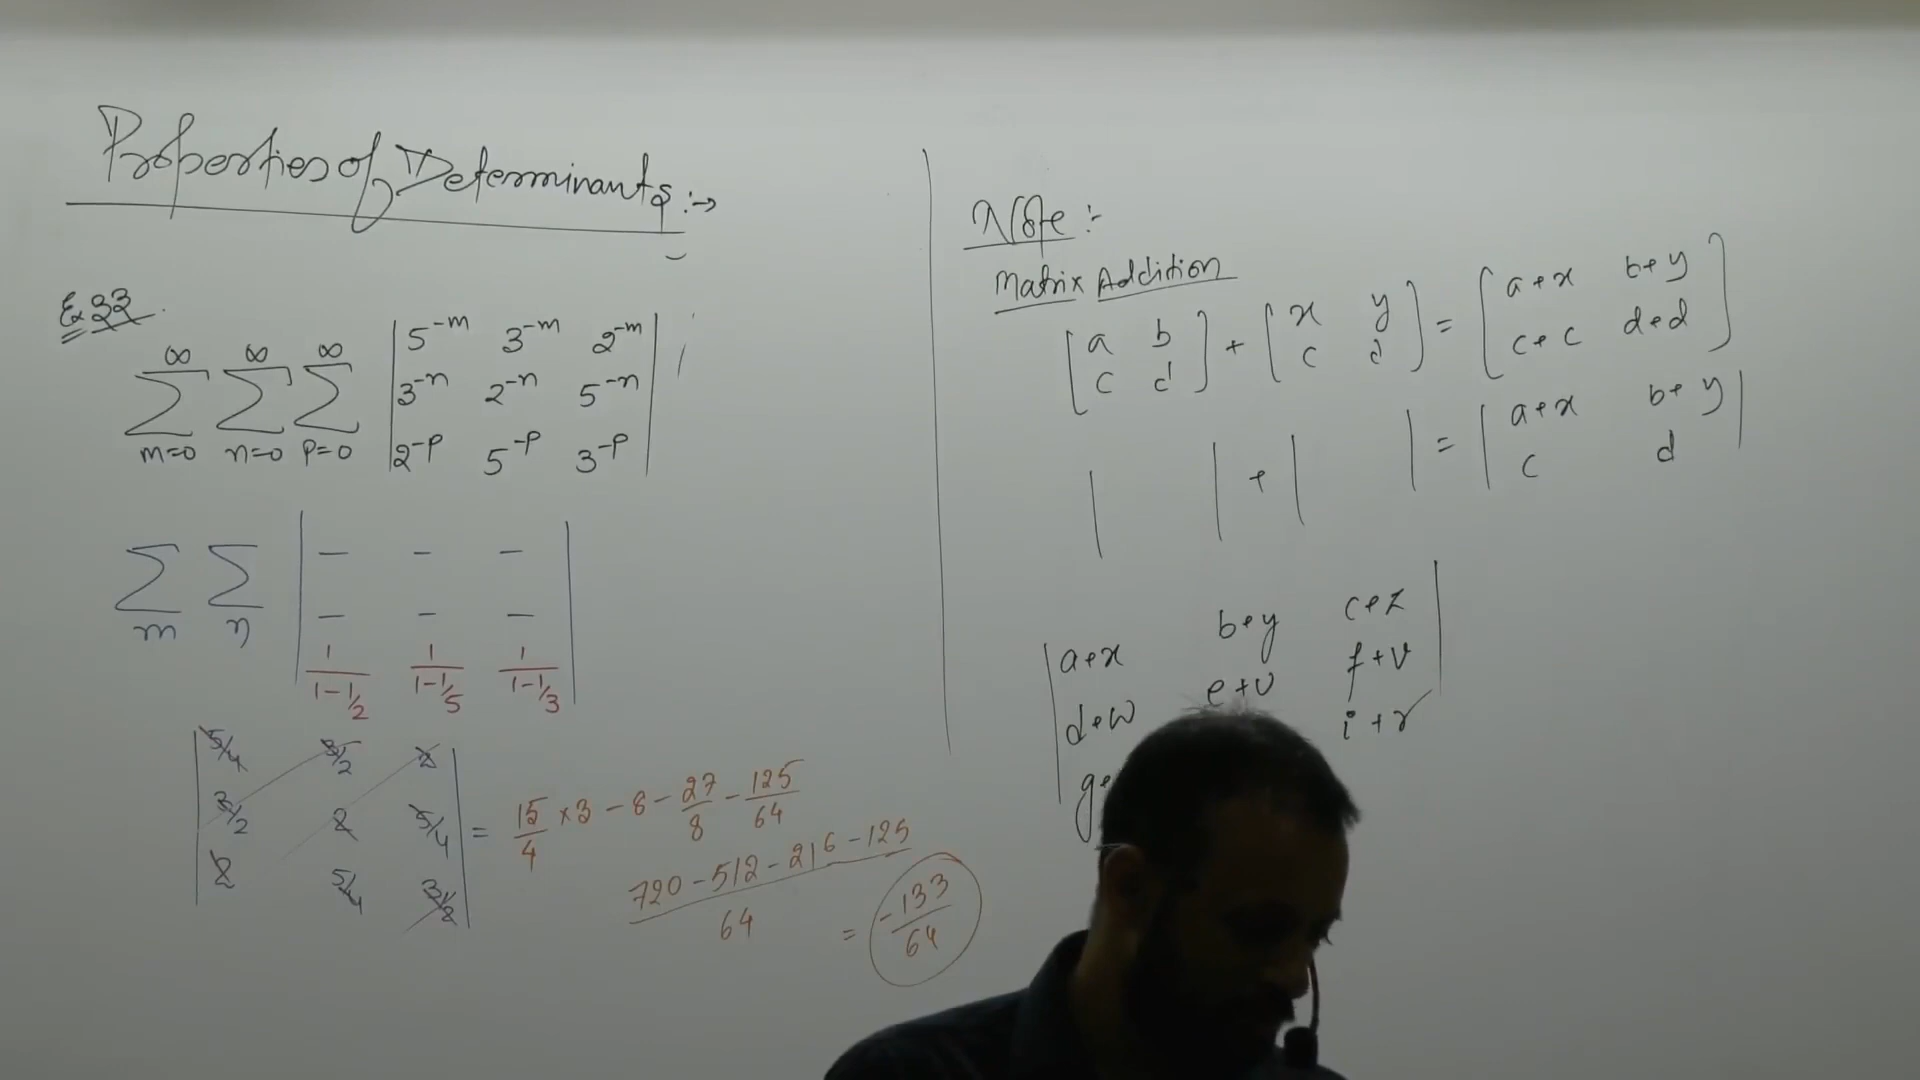 Properties of Determinants :→
Ex 33.
∞ ∞ ∞
∑ ∑ ∑ | 5^-m 3^-m 2^-m |
m=0 n=0 p=0 | 3^-n 2^-n 5^-n |
| 2^-p 5^-p 3^-p |
∑ ∑ | — — — |
m n | — — — |
| 1/(1-1/2) 1/(1-1/5) 1/(1-1/3) |
| 5/4 3/2 2 |
| 3/2 2 5/4 | = 15/4 × 3 - 8 - 27/8 - 125/64
| 2 5/4 3/2 |
(720 - 512 - 216 - 125)/64
= -133/64
Note :-
Matrix Addition
[ a b ] + [ x y ] = [ a+x b+y ]
[ c d ] [ c d ] [ c+c d+d ]
| | + | | = | a+x b+y |
| c d |
| a+x b+y c+z |
| d+w e+v f+v |
| g+ i+r |